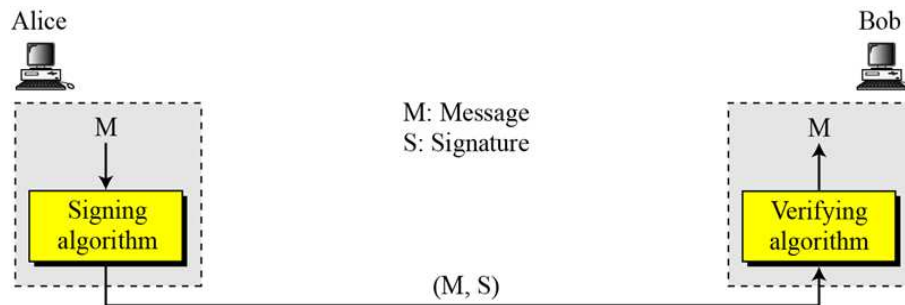 Alice
Bob
M
M: Message
S: Signature
M
Signing
algorithm
Verifying
algorithm
(M, S)